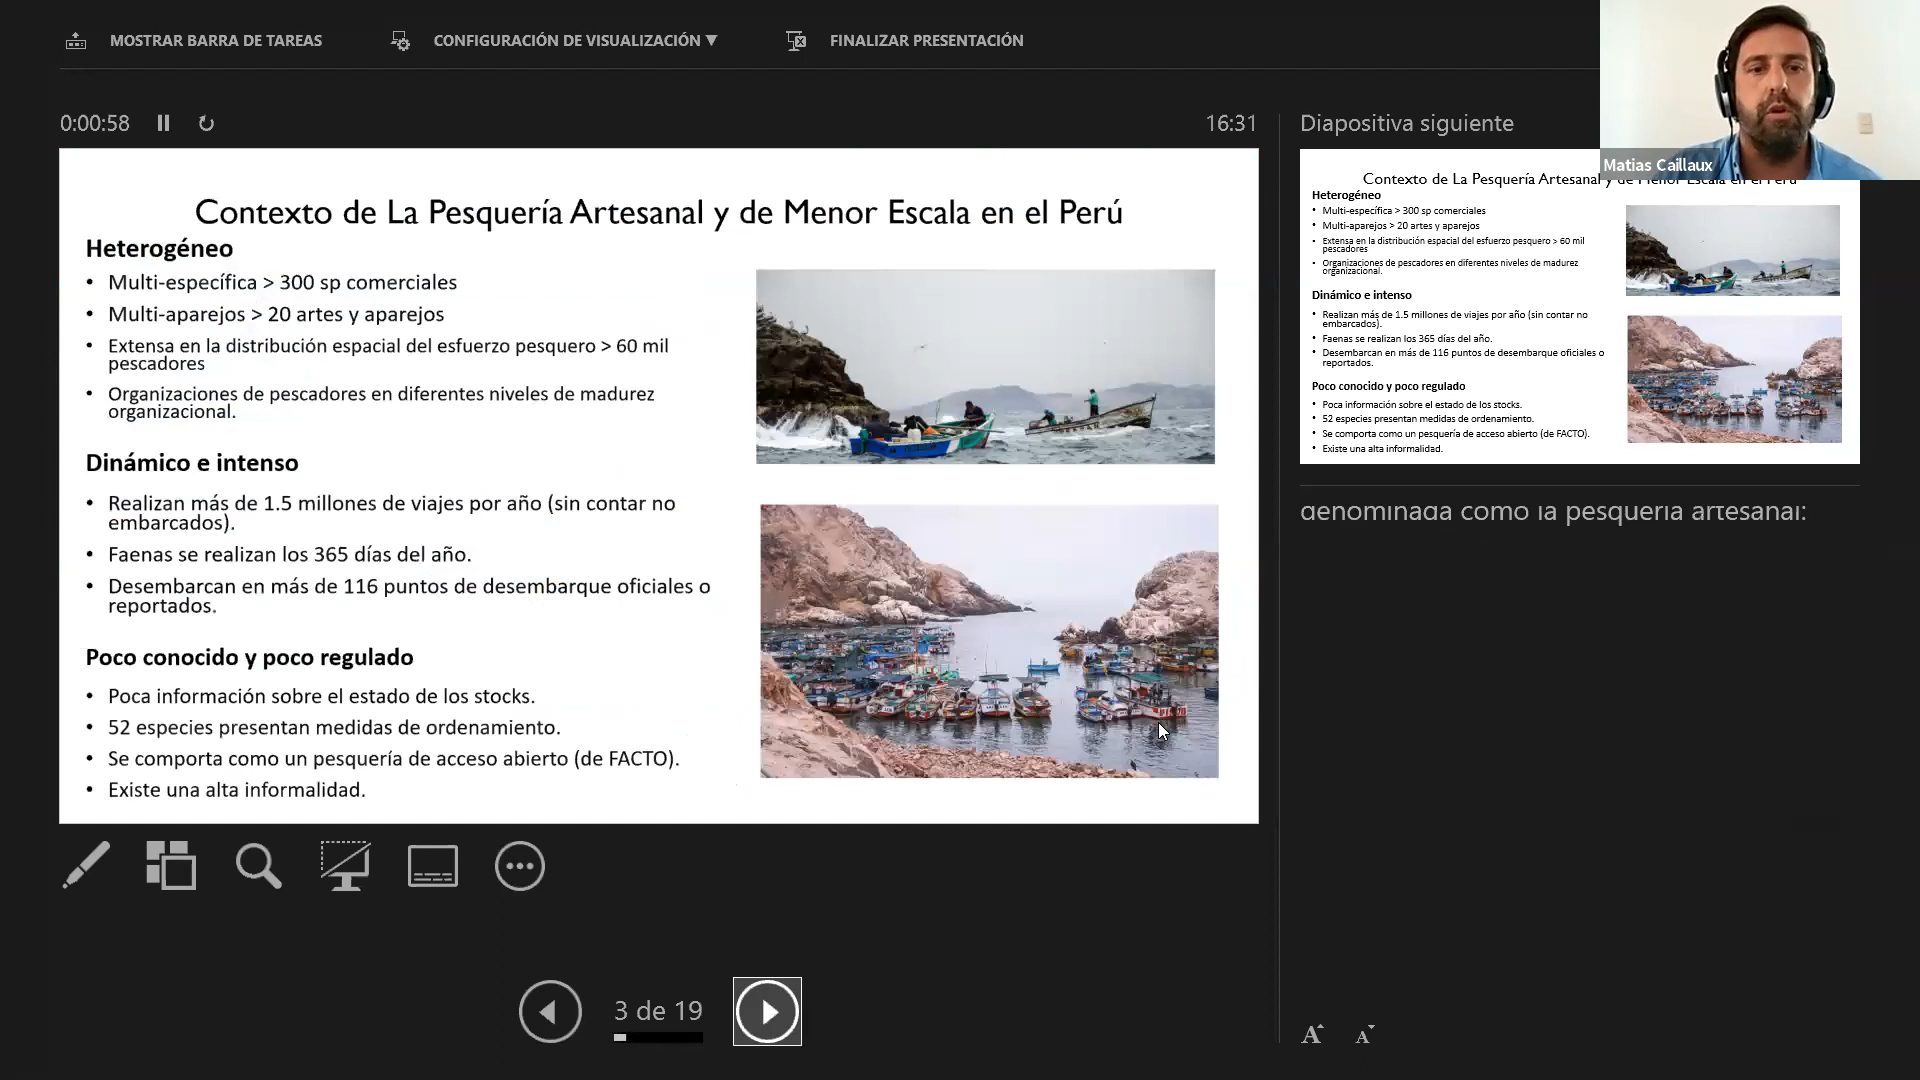 MOSTRAR BARRA DE TAREAS
CONFIGURACIÓN DE VISUALIZACIÓN ▼
FINALIZAR PRESENTACIÓN
Matias Caillaux
0:00:58
16:31
Contexto de La Pesquería Artesanal y de Menor Escala en el Perú
Heterogéneo
• Multi-específica > 300 sp comerciales
• Multi-aparejos > 20 artes y aparejos
• Extensa en la distribución espacial del esfuerzo pesquero > 60 mil
pescadores
• Organizaciones de pescadores en diferentes niveles de madurez
organizacional.
Dinámico e intenso
• Realizan más de 1.5 millones de viajes por año (sin contar no
embarcados).
• Faenas se realizan los 365 días del año.
• Desembarcan en más de 116 puntos de desembarque oficiales o
reportados.
Poco conocido y poco regulado
• Poca información sobre el estado de los stocks.
• 52 especies presentan medidas de ordenamiento.
• Se comporta como un pesquería de acceso abierto (de FACTO).
• Existe una alta informalidad.
3 de 19
Diapositiva siguiente
Contexto de La Pesquería Artesanal y de Menor Escala en el Perú
Heterogéneo
• Multi-específica > 300 sp comerciales
• Multi-aparejos > 20 artes y aparejos
• Extensa en la distribución espacial del esfuerzo pesquero > 60 mil
pescadores
• Organizaciones de pescadores en diferentes niveles de madurez
organizacional.
Dinámico e intenso
• Realizan más de 1.5 millones de viajes por año (sin contar no
embarcados).
• Faenas se realizan los 365 días del año.
• Desembarcan en más de 116 puntos de desembarque oficiales o
reportados.
Poco conocido y poco regulado
• Poca información sobre el estado de los stocks.
• 52 especies presentan medidas de ordenamiento.
• Se comporta como un pesquería de acceso abierto (de FACTO).
• Existe una alta informalidad.
denominada como la pesquería artesanal:
A A